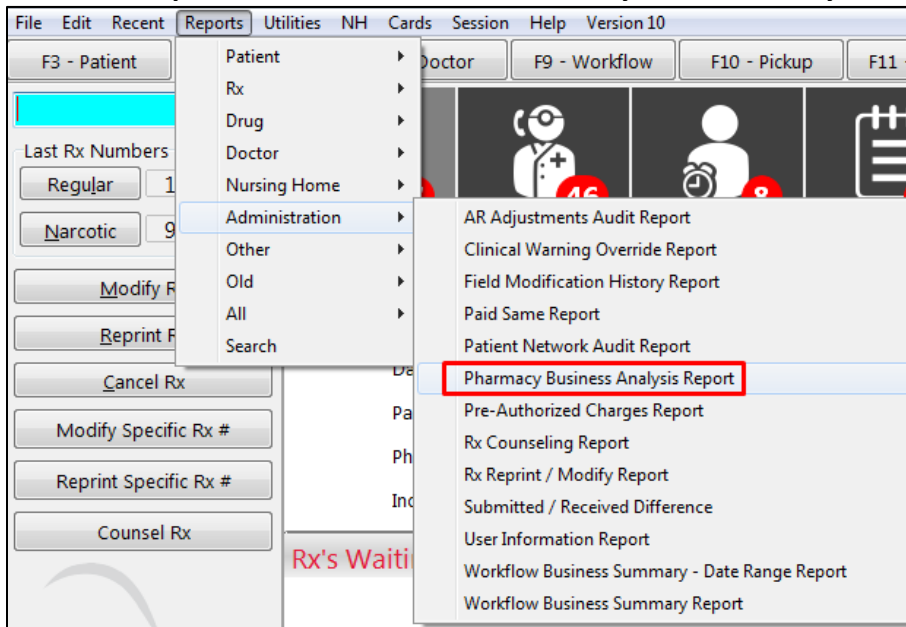 File Edit Recent Reports Utilities NH Cards Session Help Version 10
F3 - Patient F9 - Workflow F10 - Pickup F11
Patient
Rx
Drug
Doctor
Nursing Home
Administration
Other
Old
All
Search
Last Rx Numbers
Regular 1
Narcotic 9
Modify R
Reprint R
Cancel Rx
Modify Specific Rx #
Reprint Specific Rx #
Counsel Rx
46
8
AR Adjustments Audit Report
Clinical Warning Override Report
Field Modification History Report
Paid Same Report
Patient Network Audit Report
Pharmacy Business Analysis Report
Pre-Authorized Charges Report
Rx Counseling Report
Rx Reprint / Modify Report
Submitted / Received Difference
User Information Report
Workflow Business Summary - Date Range Report
Workflow Business Summary Report
Pa
Ph
Rx's Waiti